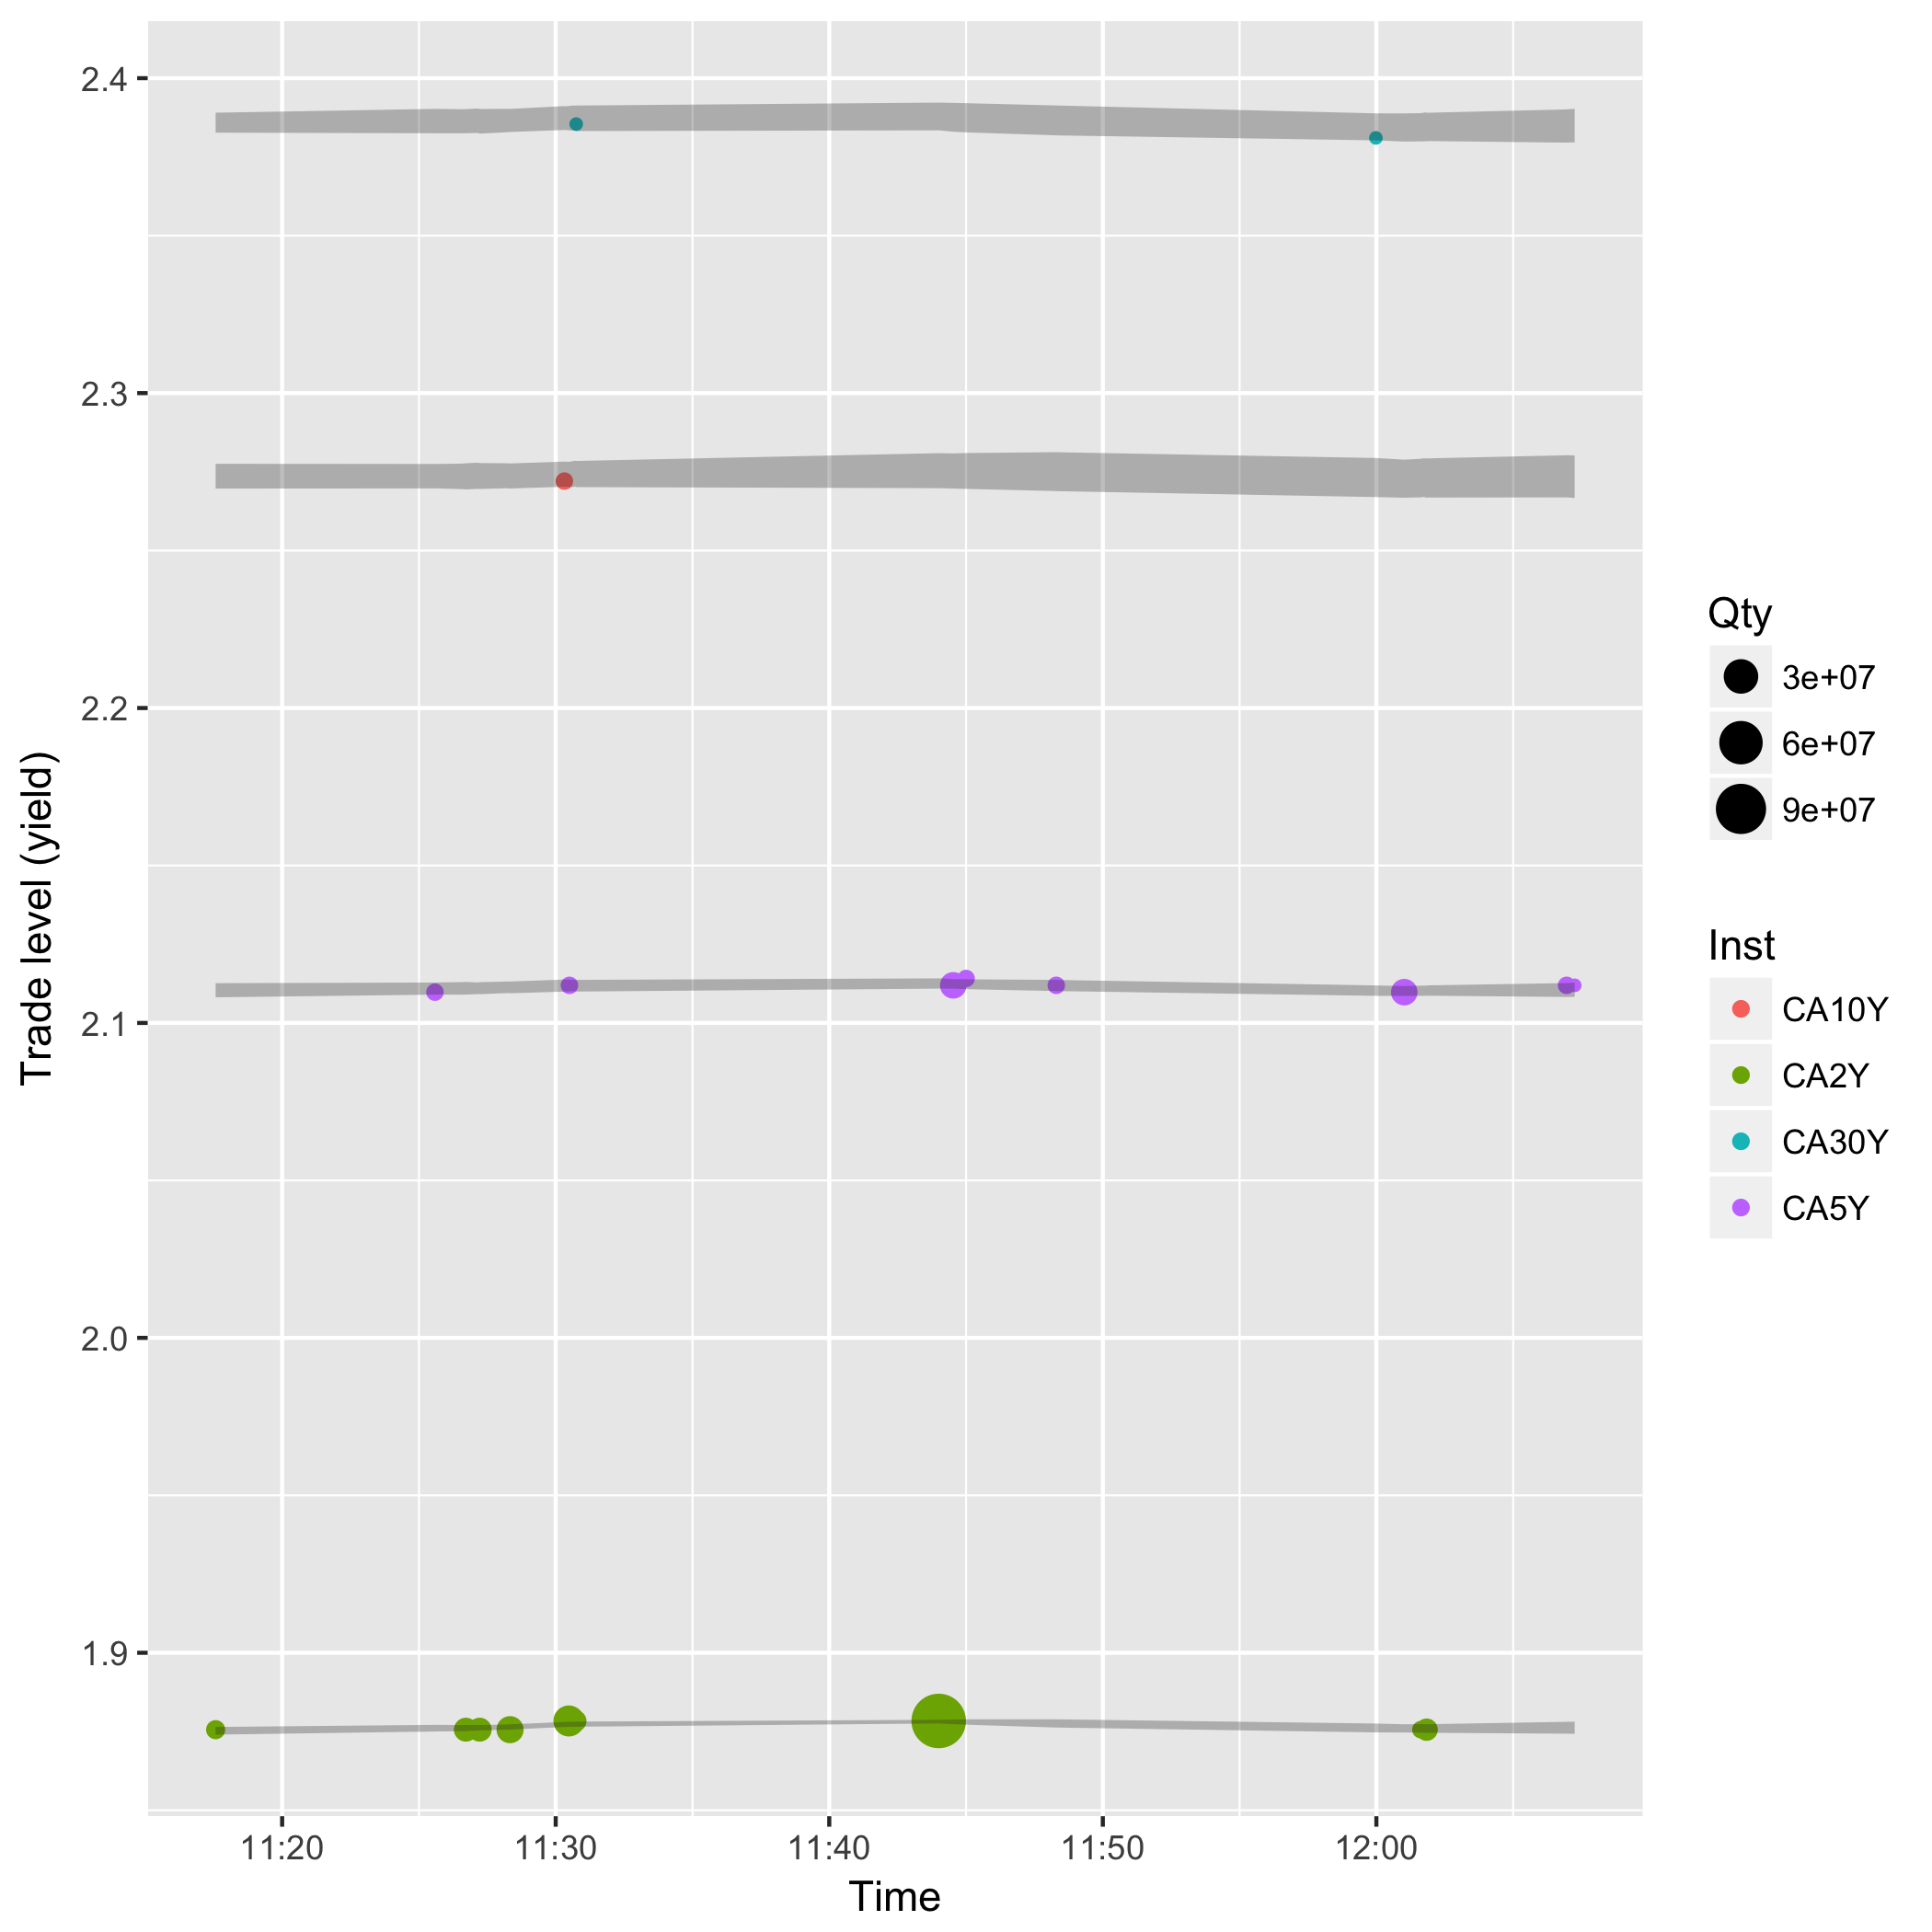 Trade level (yield)
2.4
2.3
2.2
2.1
2.0
1.9
11:20
11:30
11:40
11:50
12:00
Time
Qty
3e+07
6e+07
9e+07
Inst
CA10Y
CA2Y
CA30Y
CA5Y